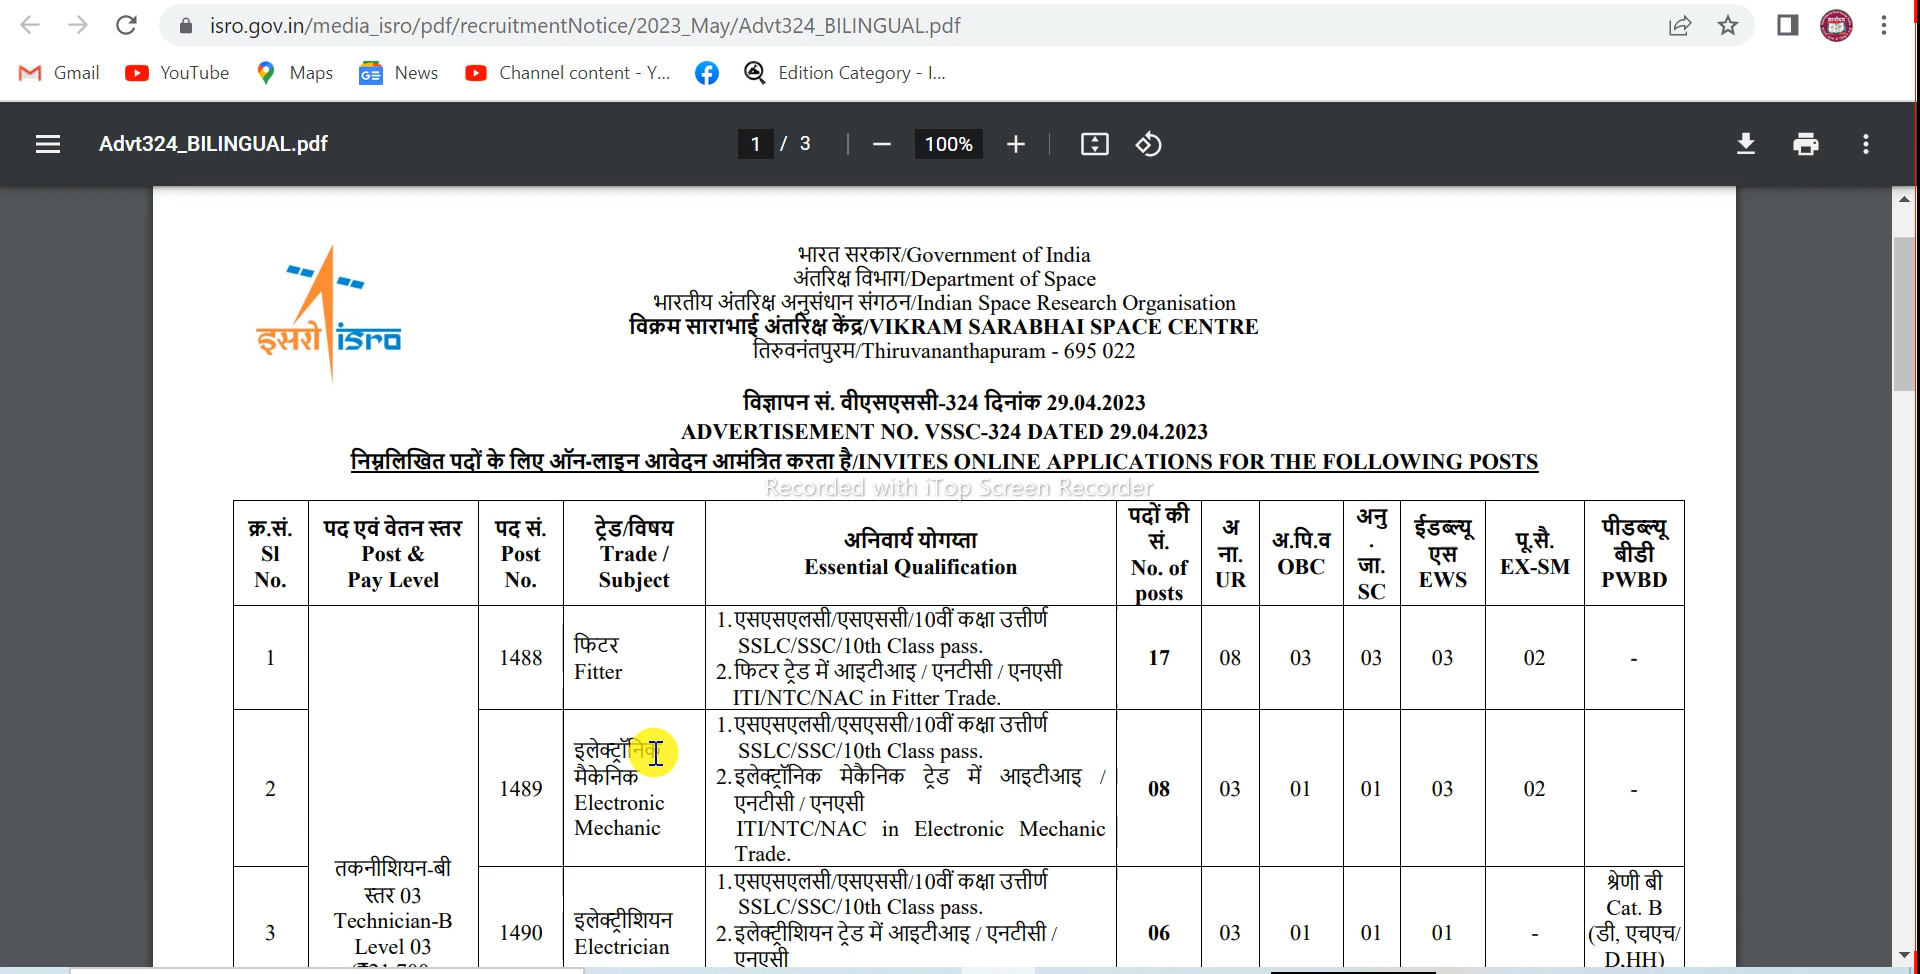 isro.gov.in/media_isro/pdf/recruitmentNotice/2023_May/Advt324_BILINGUAL.pdf
Gmail YouTube Maps News Channel content - Y... Edition Category - I...
Advt324_BILINGUAL.pdf 1 / 3 100%
इसरो isro
भारत सरकार/Government of India
अंतरिक्ष विभाग/Department of Space
भारतीय अंतरिक्ष अनुसंधान संगठन/Indian Space Research Organisation
विक्रम साराभाई अंतरिक्ष केंद्र/VIKRAM SARABHAI SPACE CENTRE
तिरुवनंतपुरम/Thiruvananthapuram - 695 022
विज्ञापन सं. वीएसएससी-324 दिनांक 29.04.2023
ADVERTISEMENT NO. VSSC-324 DATED 29.04.2023
निम्नलिखित पदों के लिए ऑन-लाइन आवेदन आमंत्रित करता है/INVITES ONLINE APPLICATIONS FOR THE FOLLOWING POSTS
Recorded with iTop Screen Recorder
क्र.सं.
Sl
No.
पद एवं वेतन स्तर
Post &
Pay Level
पद सं.
Post
No.
ट्रेड/विषय
Trade /
Subject
अनिवार्य योगय्ता
Essential Qualification
पदों की
सं.
No. of
posts
अ
ना.
UR
अ.पि.व
OBC
अनु
.
जा.
SC
ईडब्ल्यू
एस
EWS
पू.सै.
EX-SM
पीडब्ल्यू
बीडी
PWBD
1
1488
फिटर
Fitter
1. एसएसएलसी/एसएससी/10वीं कक्षा उत्तीर्ण
SSLC/SSC/10th Class pass.
2. फिटर ट्रेड में आइटीआइ / एनटीसी / एनएसी
ITI/NTC/NAC in Fitter Trade.
17 08 03 03 03 02 -
2
1489
इलेक्ट्रॉनिक
मैकेनिक
Electronic
Mechanic
1. एसएसएलसी/एसएससी/10वीं कक्षा उत्तीर्ण
SSLC/SSC/10th Class pass.
2. इलेक्ट्रॉनिक मेकैनिक ट्रेड में आइटीआइ /
एनटीसी / एनएसी
ITI/NTC/NAC in Electronic Mechanic
Trade.
08 03 01 01 03 02 -
तकनीशियन-बी
स्तर 03
Technician-B
Level 03
3
1490
इलेक्ट्रीशियन
Electrician
1. एसएसएलसी/एसएससी/10वीं कक्षा उत्तीर्ण
SSLC/SSC/10th Class pass.
2. इलेक्ट्रीशियन ट्रेड में आइटीआइ / एनटीसी /
एनएसी
06 03 01 01 01 -
श्रेणी बी
Cat. B
(डी, एचएच/
D,HH)